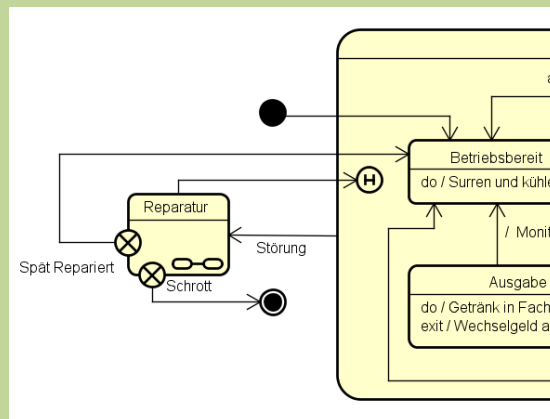 a
Betriebsbereit
do / Surren und kühle
H
Reparatur
Störung
/ Monit
Spät Repariert
Schrott
Ausgabe
do / Getränk in Fach
exit / Wechselgeld a